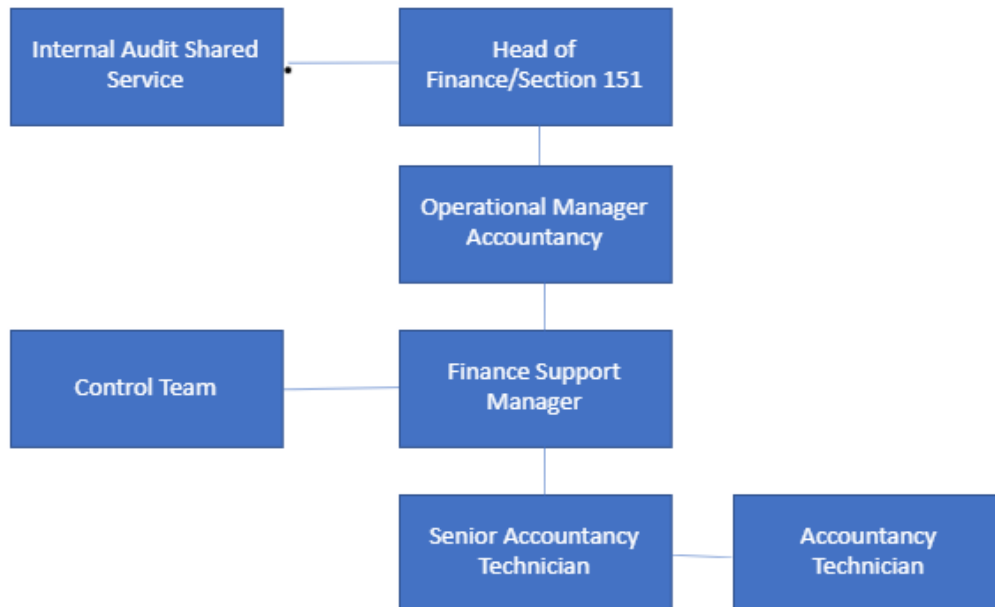 Internal Audit Shared
Service
Head of
Finance/Section 151
Operational Manager
Accountancy
Control Team
Finance Support
Manager
Senior Accountancy
Technician
Accountancy
Technician